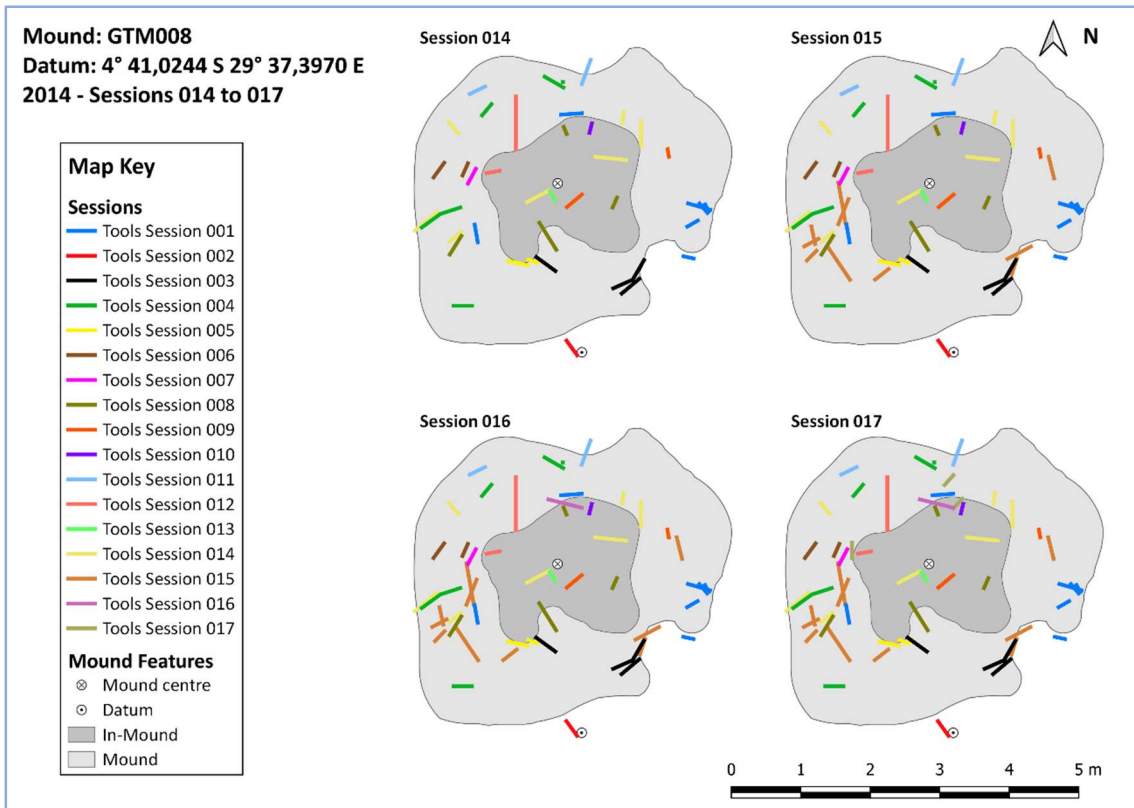 Mound: GTM008
Datum: 4° 41,0244 S 29° 37,3970 E
2014 - Sessions 014 to 017
Map Key
Sessions
Tools Session 001
Tools Session 002
Tools Session 003
Tools Session 004
Tools Session 005
Tools Session 006
Tools Session 007
Tools Session 008
Tools Session 009
Tools Session 010
Tools Session 011
Tools Session 012
Tools Session 013
Tools Session 014
Tools Session 015
Tools Session 016
Tools Session 017
Mound Features
Mound centre
Datum
In-Mound
Mound
Session 014
Session 015
N
Session 016
Session 017
0 1 2 3 4 5 m